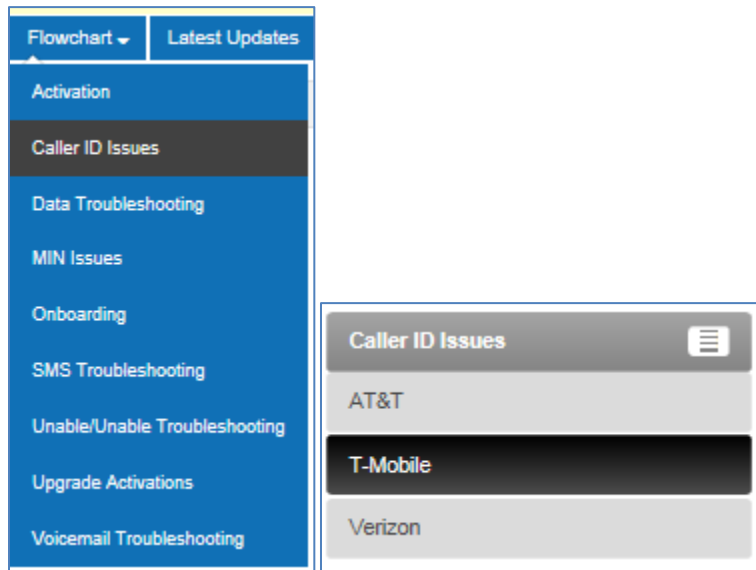 Flowchart
Latest Updates
Activation
Caller ID Issues
Data Troubleshooting
MIN Issues
Onboarding
SMS Troubleshooting
Unable/Unable Troubleshooting
Upgrade Activations
Voicemail Troubleshooting
Caller ID Issues
AT&T
T-Mobile
Verizon